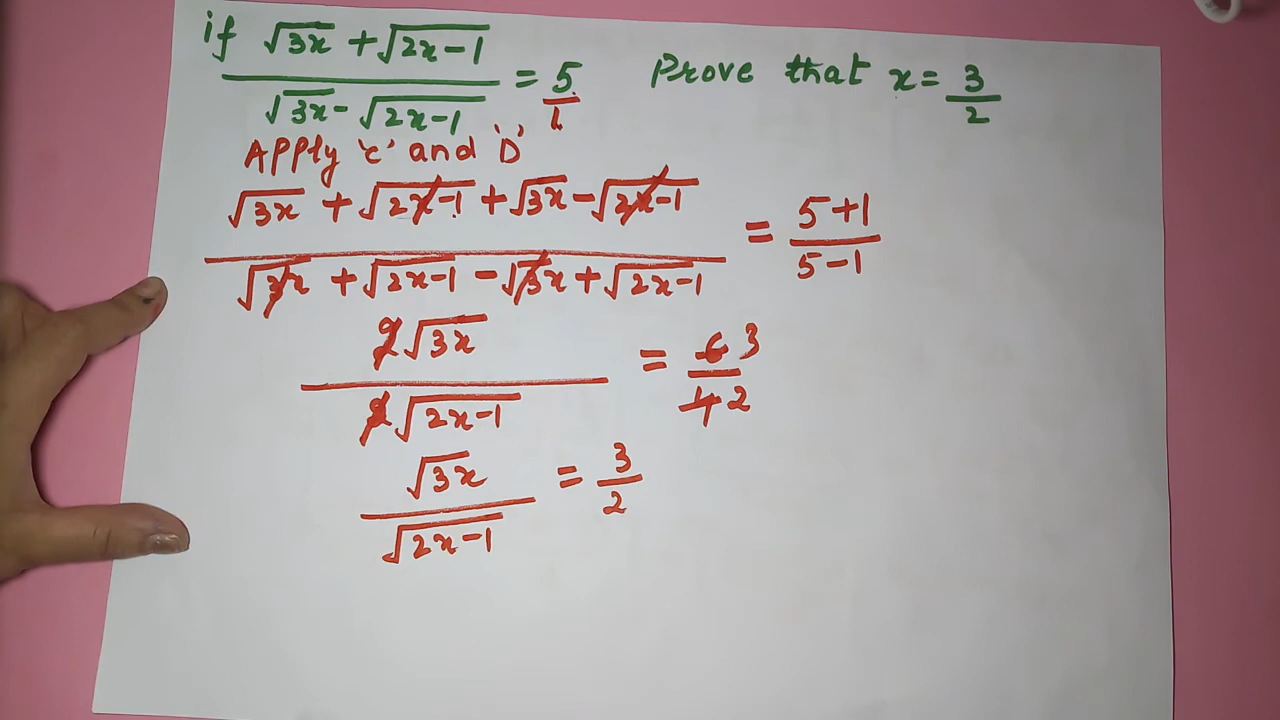 if (√3x + √(2x-1)) / (√3x - √(2x-1)) = 5/1 Prove that x = 3/2
Apply 'c' and 'D'
(√3x + √(2x-1) + √3x - √(2x-1)) / (√3x + √(2x-1) - √3x + √(2x-1)) = (5+1)/(5-1)
2√3x / 2√(2x-1) = 6 3 / 4 2
√3x / √(2x-1) = 3/2